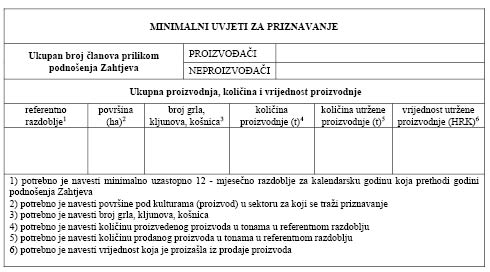 MINIMALNI UVJETI ZA PRIZNAVANJE
Ukupan broj članova prilikom
podnošenja Zahtjeva
PROIZVOĐAČI
NEPROIZVOĐAČI
Ukupna proizvodnja, količina i vrijednost proizvodnje
referentno
razdoblje¹
površina
(ha)²
broj grla,
kljunova, košnica³
količina
proizvodnje (t)⁴
količina utržene
proizvodnje (t)⁵
vrijednost utržene
proizvodnje (HRK)⁶
1) potrebno je navesti minimalno uzastopno 12 - mjesečno razdoblje za kalendarsku godinu koja prethodi godini
podnošenja Zahtjeva
2) potrebno je navesti površine pod kulturama (proizvod) u sektoru za koji se traži priznavanje
3) potrebno je navesti broj grla, kljunova, košnica
4) potrebno je navesti količinu proizvedenog proizvoda u tonama u referentnom razdoblju
5) potrebno je navesti količinu prodanog proizvoda u tonama u referentnom razdoblju
6) potrebno je navesti vrijednost koja je proizašla iz prodaje proizvoda